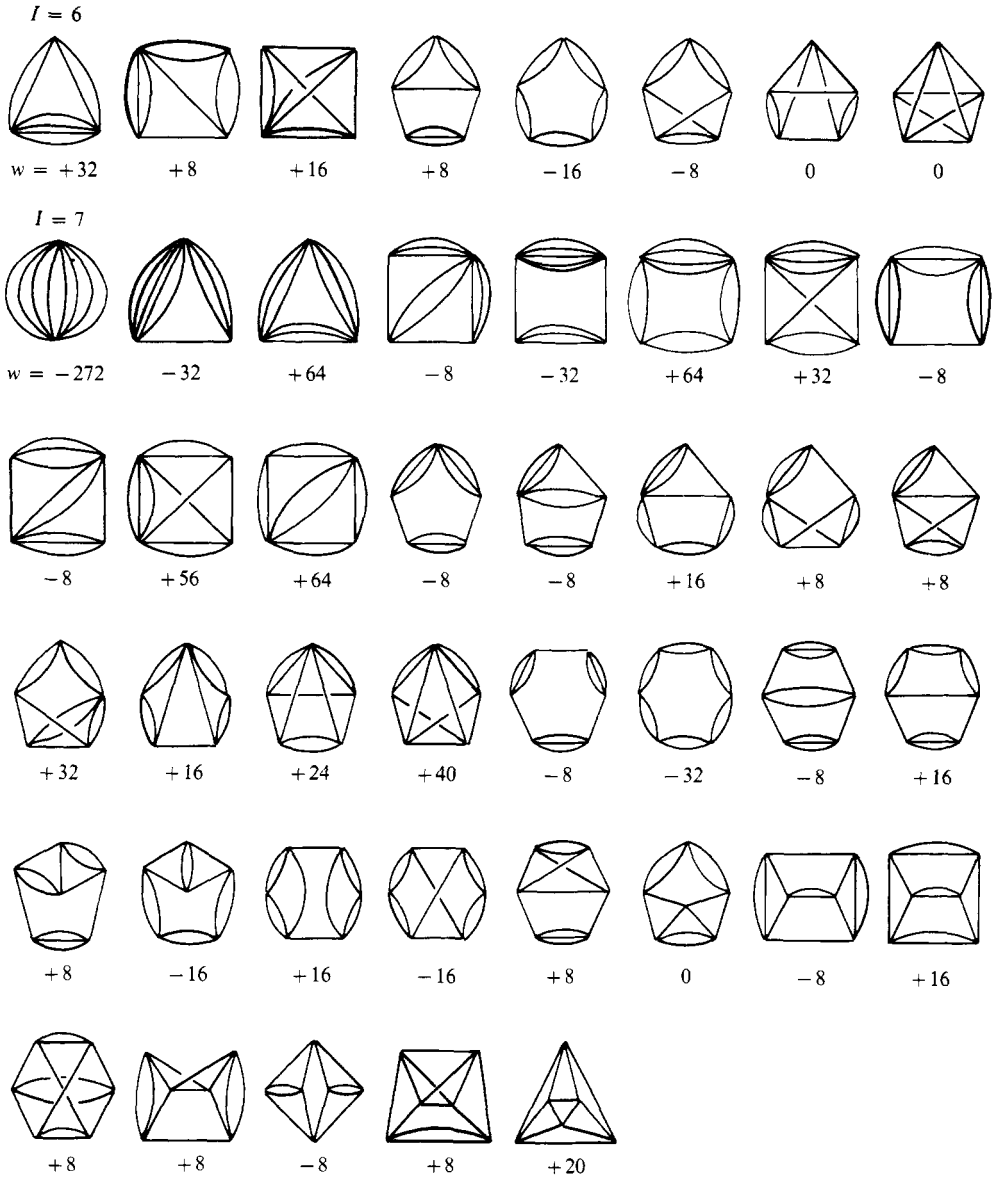 I = 6
w = +32 +8 +16 +8 −16 −8 0 0
I = 7
w = −272 −32 +64 −8 −32 +64 +32 −8
−8 +56 +64 −8 −8 +16 +8 +8
+32 +16 +24 +40 −8 −32 −8 +16
+8 −16 +16 −16 +8 0 −8 +16
+8 +8 −8 +8 +20